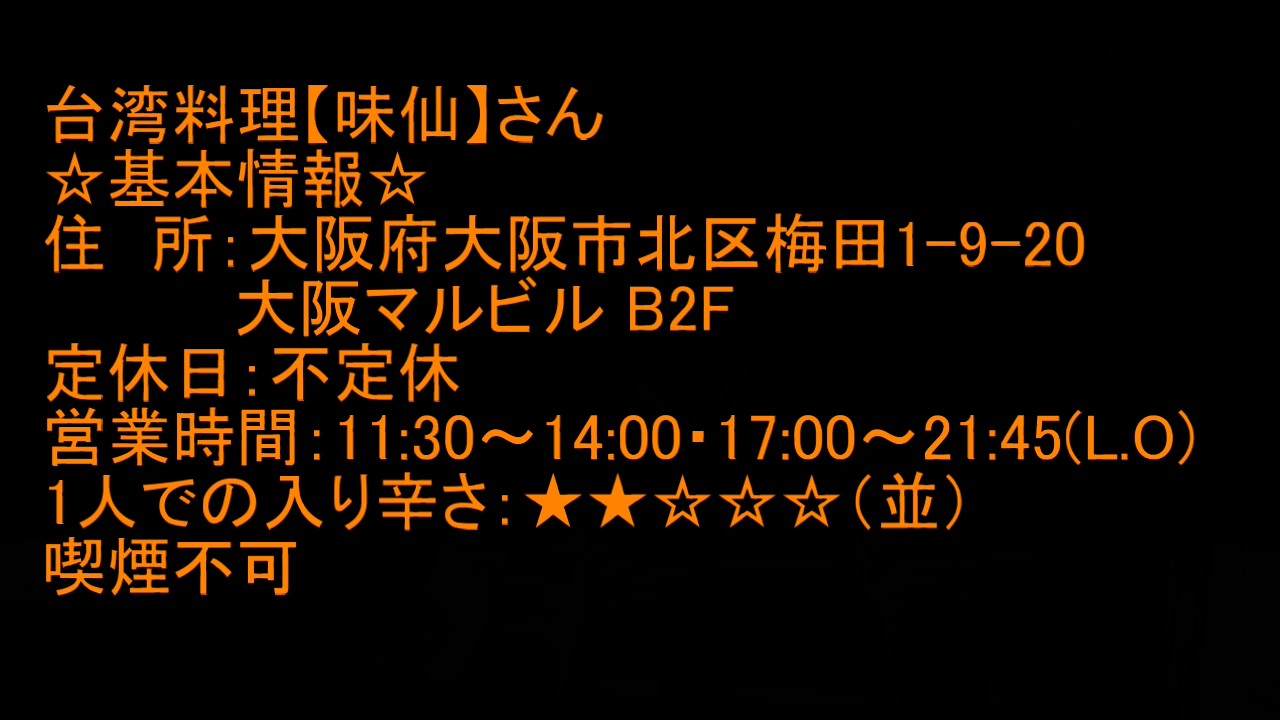 台湾料理【味仙】さん
☆基本情報☆
住　所：大阪府大阪市北区梅田1-9-20
大阪マルビル B2F
定休日：不定休
営業時間：11:30～14:00・17:00～21:45(L.O)
1人での入り辛さ：★★☆☆☆（並）
喫煙不可